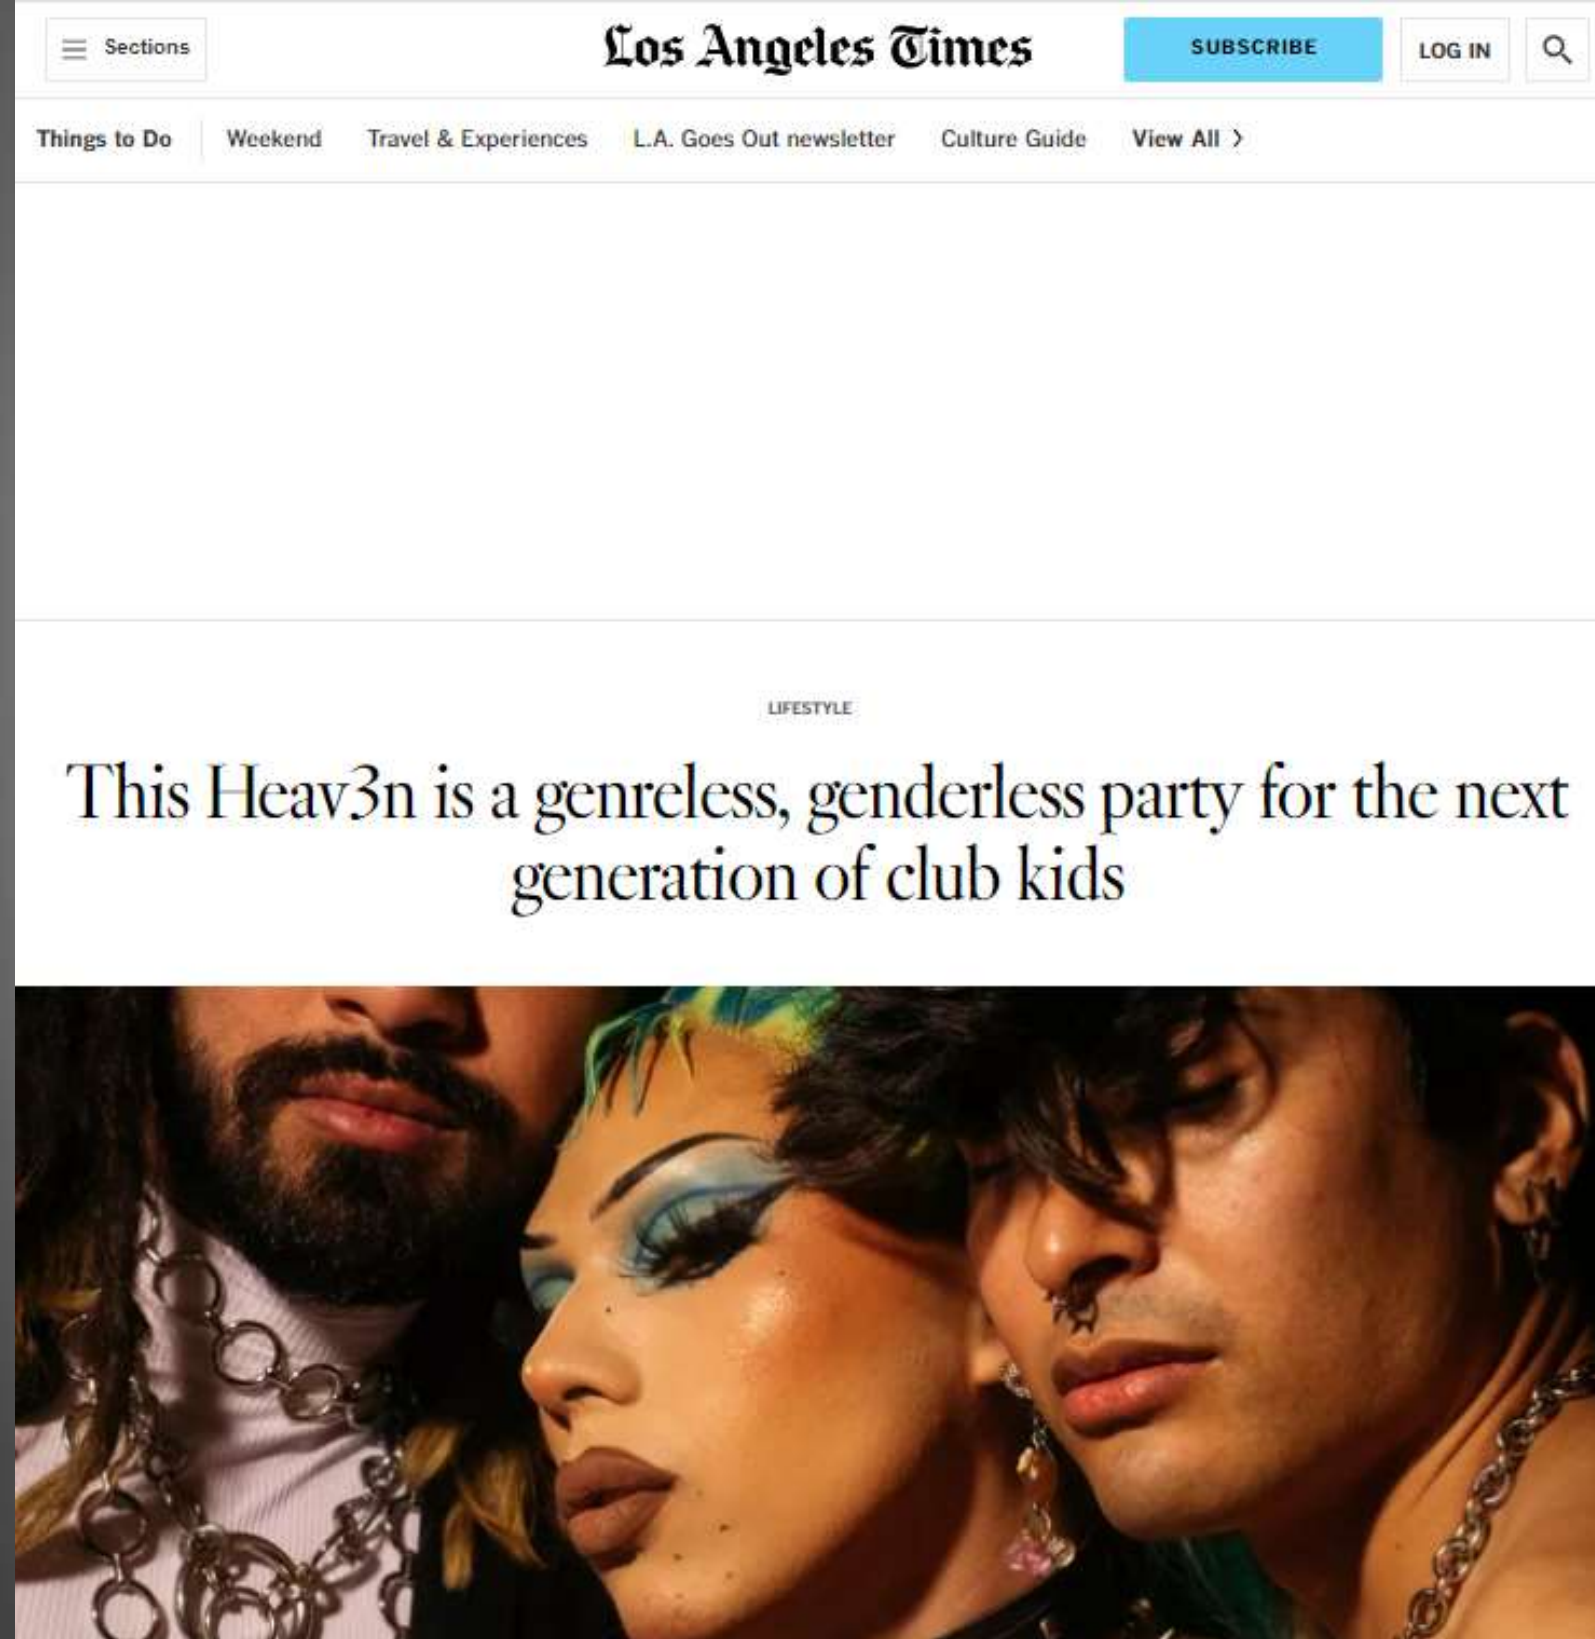 Sections
Los Angeles Times
SUBSCRIBE
LOG IN
Things to Do
Weekend
Travel & Experiences
L.A. Goes Out newsletter
Culture Guide
View All
LIFESTYLE
This Heav3n is a genreless, genderless party for the next
generation of club kids